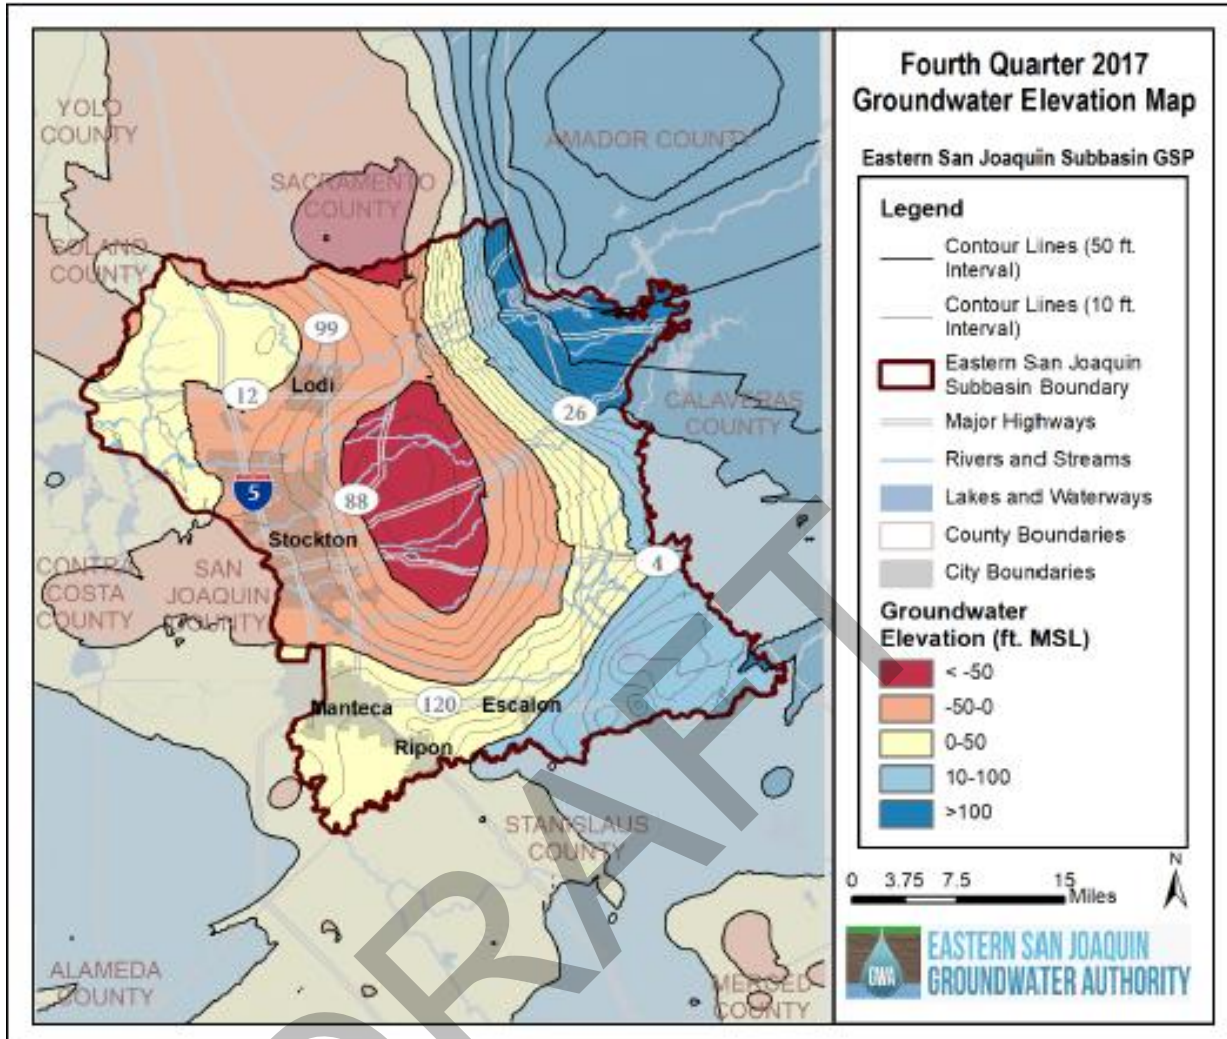 Fourth Quarter 2017
Groundwater Elevation Map
Eastern San Joaquin Subbasin GSP
Legend
Contour Lines (50 ft.
Interval)
Contour Lines (10 ft.
Interval)
Eastern San Joaquin
Subbasin Boundary
Major Highways
Rivers and Streams
Lakes and Waterways
County Boundaries
City Boundaries
Groundwater
Elevation (ft. MSL)
< -50
-50-0
0-50
10-100
>100
N
0 3.75 7.5 15
Miles
GWA
EASTERN SAN JOAQUIN
GROUNDWATER AUTHORITY
YOLO
COUNTY
AMADOR COUNTY
SACRAMENTO
COUNTY
SOLANO
COUNTY
99
Lodi
12
26
CALAVERAS
COUNTY
5
88
Stockton
4
CONTRA
COSTA
COUNTY
SAN
JOAQUIN
COUNTY
Manteca
120
Escalon
Ripon
STANISLAUS
COUNTY
ALAMEDA
COUNTY
MERCED
COUNTY
DRAFT